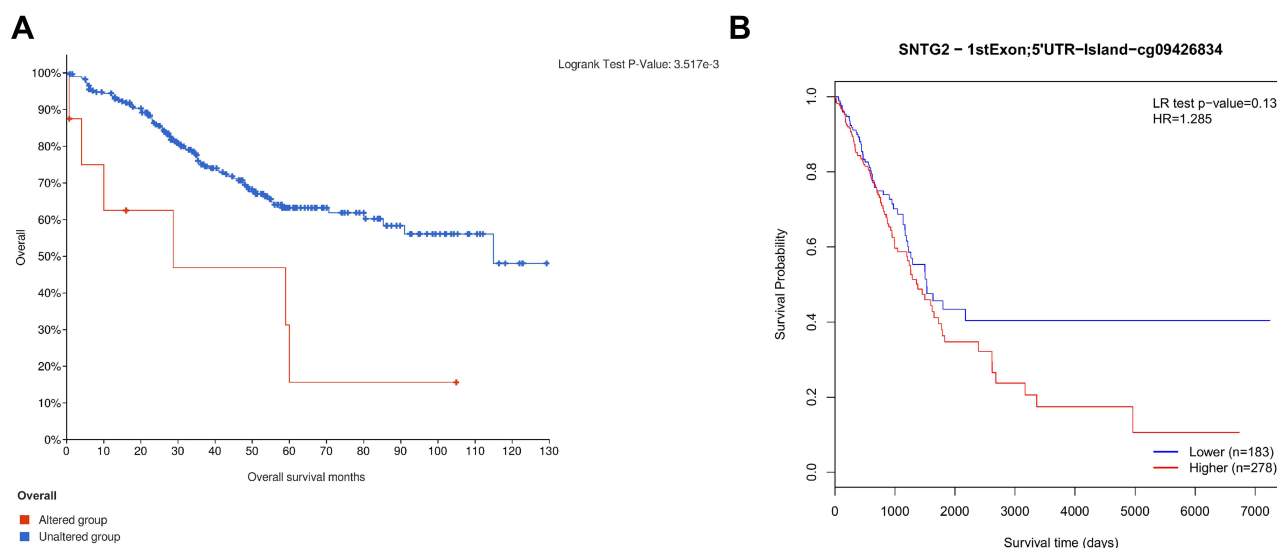 A
Logrank Test P-Value: 3.517e-3
100%
90%
80%
70%
60%
50%
40%
30%
20%
10%
0%
Overall
0 10 20 30 40 50 60 70 80 90 100 110 120 130
Overall survival months
Overall
Altered group
Unaltered group
B
SNTG2 − 1stExon;5'UTR−Island−cg09426834
LR test p−value=0.13
HR=1.285
1.0
0.8
0.6
0.4
0.2
0.0
Survival Probability
Lower (n=183)
Higher (n=278)
0 1000 2000 3000 4000 5000 6000 7000
Survival time (days)